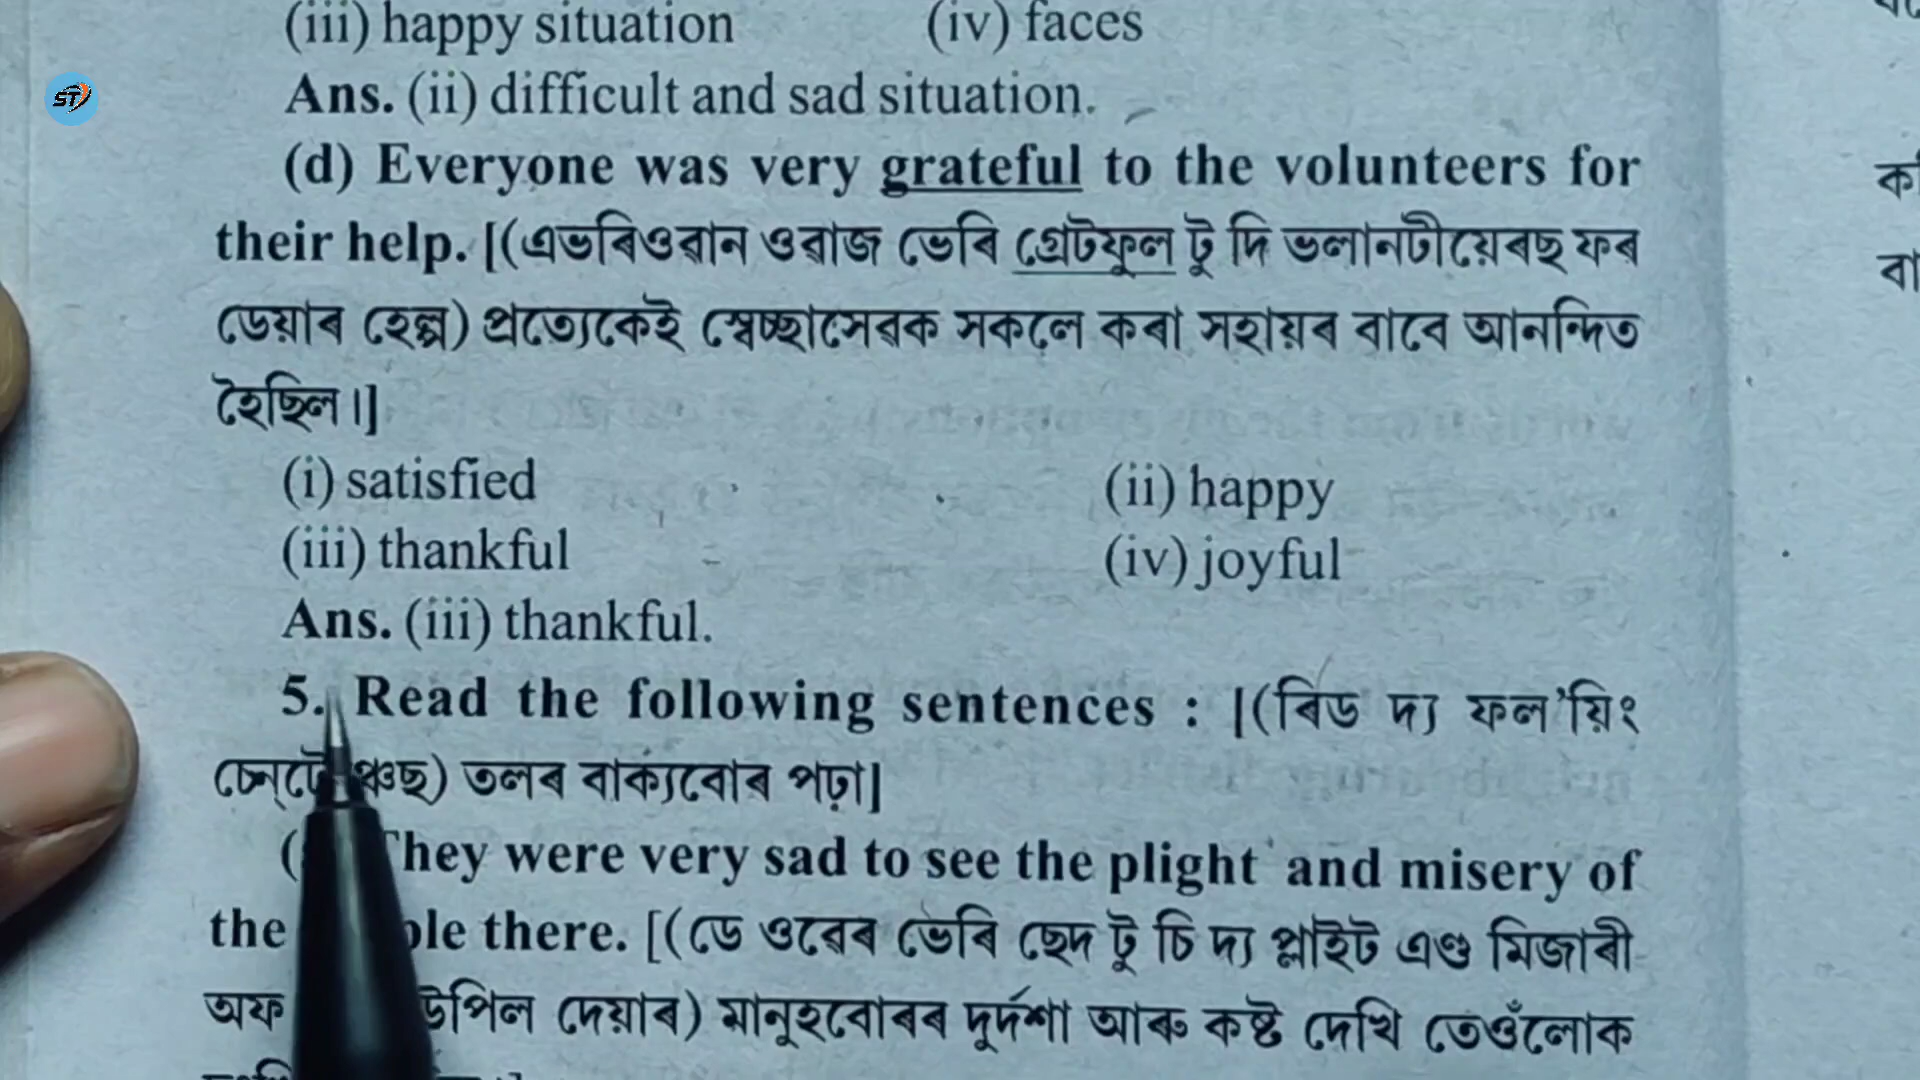 (iii) happy situation (iv) faces
ST
Ans. (ii) difficult and sad situation.
(d) Everyone was very grateful to the volunteers for
their help. [(এভৰিওৱান ওৱাজ ভেৰি গ্ৰেটফুল টু দি ভলানটীয়েৰছ ফৰ
ডেয়াৰ হেল্প) প্ৰত্যেকেই স্বেচ্ছাসেৱক সকলে কৰা সহায়ৰ বাবে আনন্দিত
হৈছিল।]
(i) satisfied (ii) happy
(iii) thankful (iv) joyful
Ans. (iii) thankful.
5. Read the following sentences : [(ৰিড দ্য ফল'য়িং
তলৰ বাক্যবোৰ পঢ়া]
They were very sad to see the plight and misery of
the there. [(ডে ওৱেৰ ভেৰি ছেদ টু চি দ্য প্লাইট এণ্ড মিজাৰী
অফ দেয়াৰ) মানুহবোৰৰ দুৰ্দশা আৰু কষ্ট দেখি তেওঁলোক